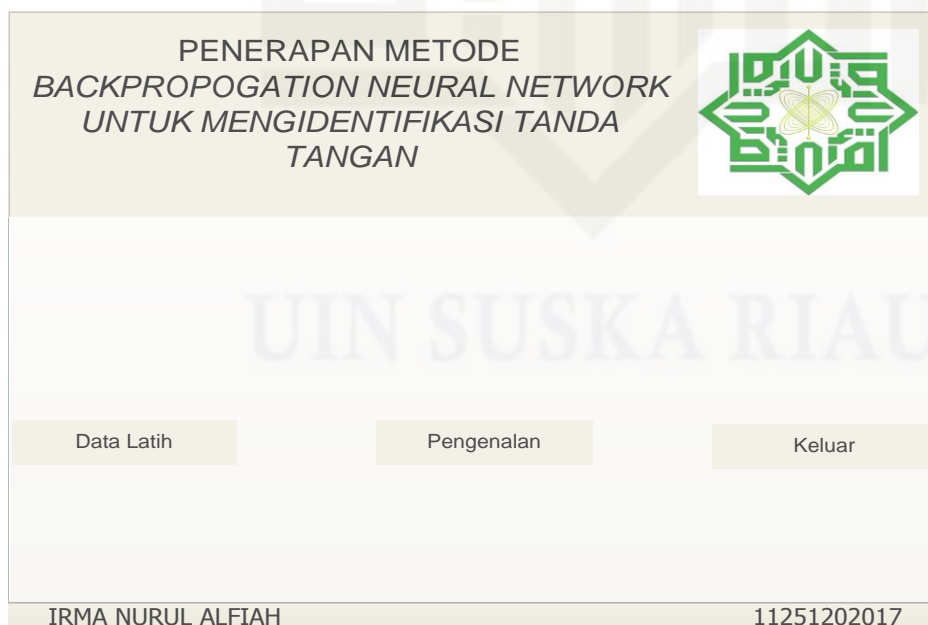 PENERAPAN METODE
BACKPROPOGATION NEURAL NETWORK
UNTUK MENGIDENTIFIKASI TANDA
TANGAN
UIN SUSKA RIAU
Data Latih
Pengenalan
Keluar
IRMA NURUL ALFIAH
11251202017